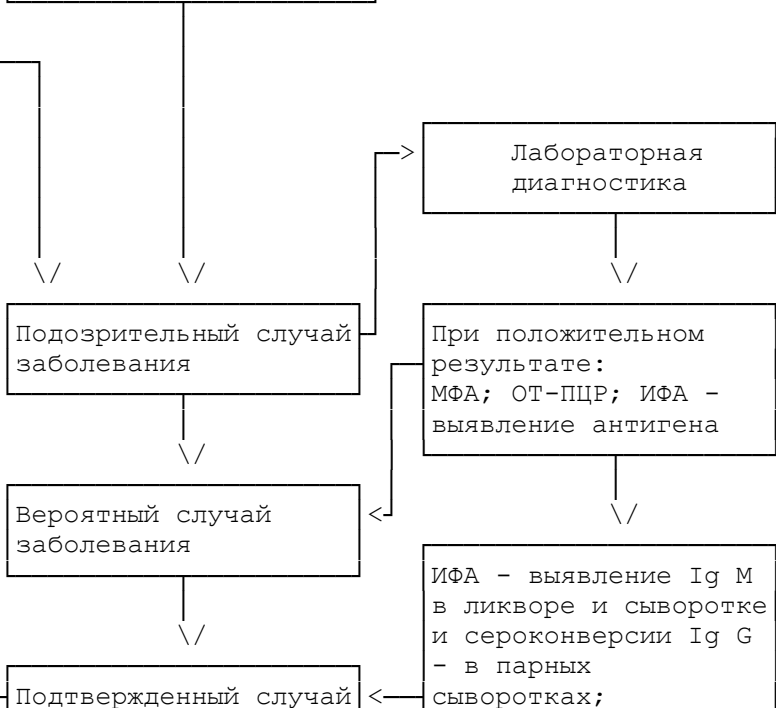 Лабораторная
диагностика
Подозрительный случай
заболевания
При положительном
результате:
МФА; ОТ-ПЦР; ИФА -
выявление антигена
Вероятный случай
заболевания
ИФА - выявление Ig M
в ликворе и сыворотке
и сероконверсии Ig G
- в парных
сыворотках;
Подтвержденный случай